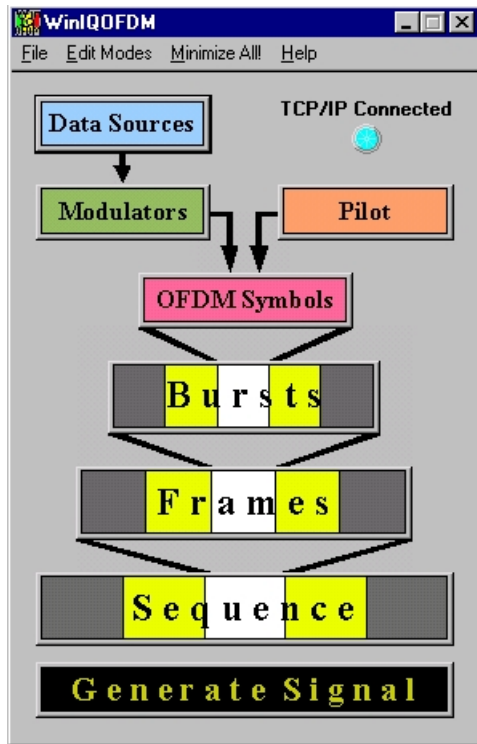 WinIQOFDM
File Edit Modes Minimize All! Help
Data Sources
TCP/IP Connected
Modulators
Pilot
OFDM Symbols
Bursts
Frames
Sequence
Generate Signal